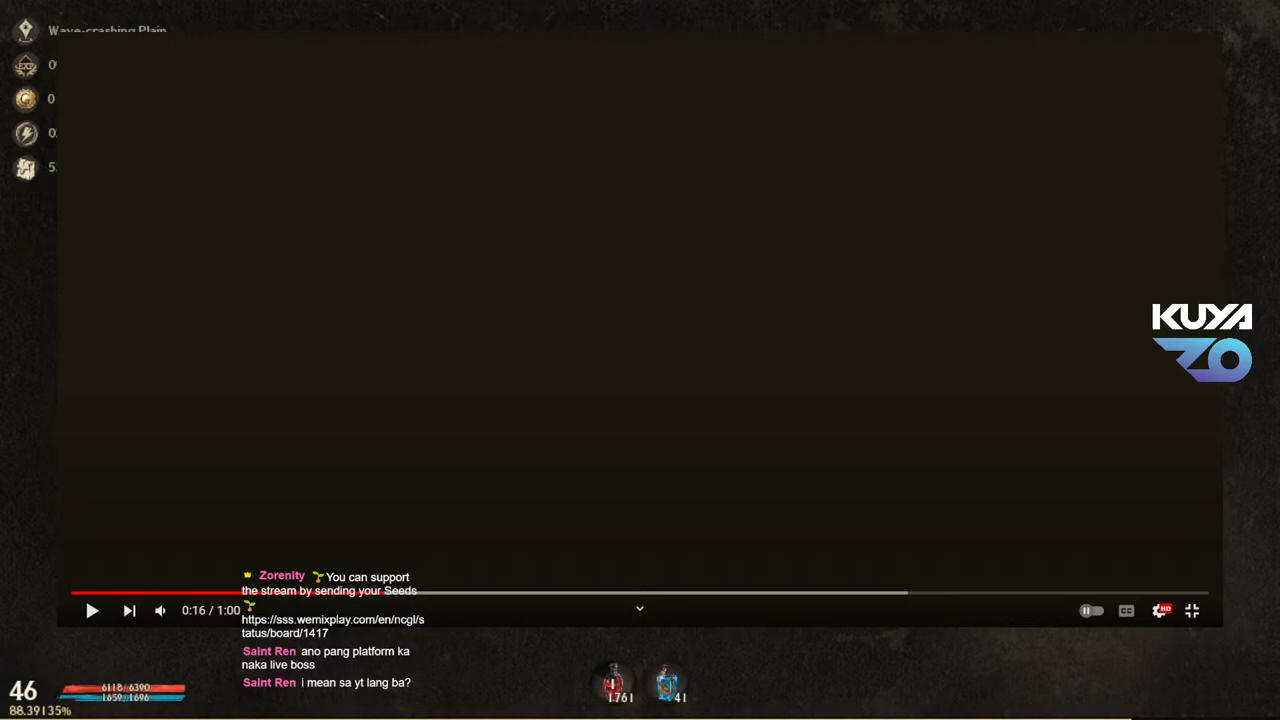 Wave-crashing Plain
EXP
0
G
0
0.
5.
KUYA
ZO
Zorenity You can support
the stream by sending your Seeds
https://sss.wemixplay.com/en/ncgl/s
tatus/board/1417
Saint Ren ano pang platform ka
naka live boss
Saint Ren i mean sa yt lang ba?
0:16 / 1:00
CC
HD
46
6118/6390
1659/1696
88.39135%
1761
41